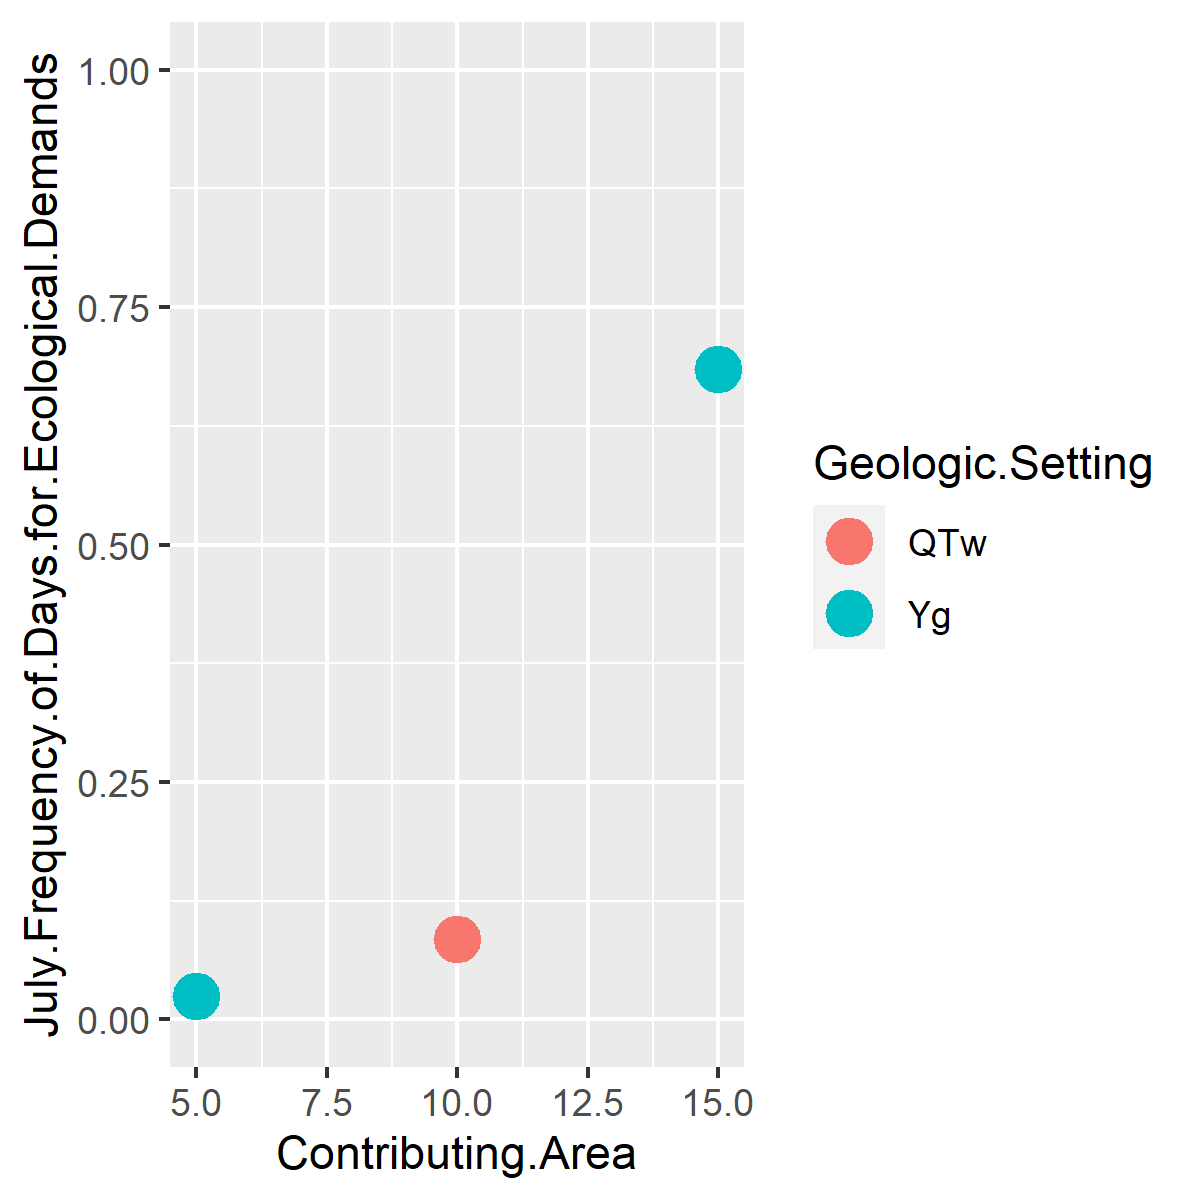 July.Frequency.of.Days.for.Ecological.Demands
1.00
0.75
0.50
0.25
0.00
5.0 7.5 10.0 12.5 15.0
Contributing.Area
Geologic.Setting
QTw
Yg